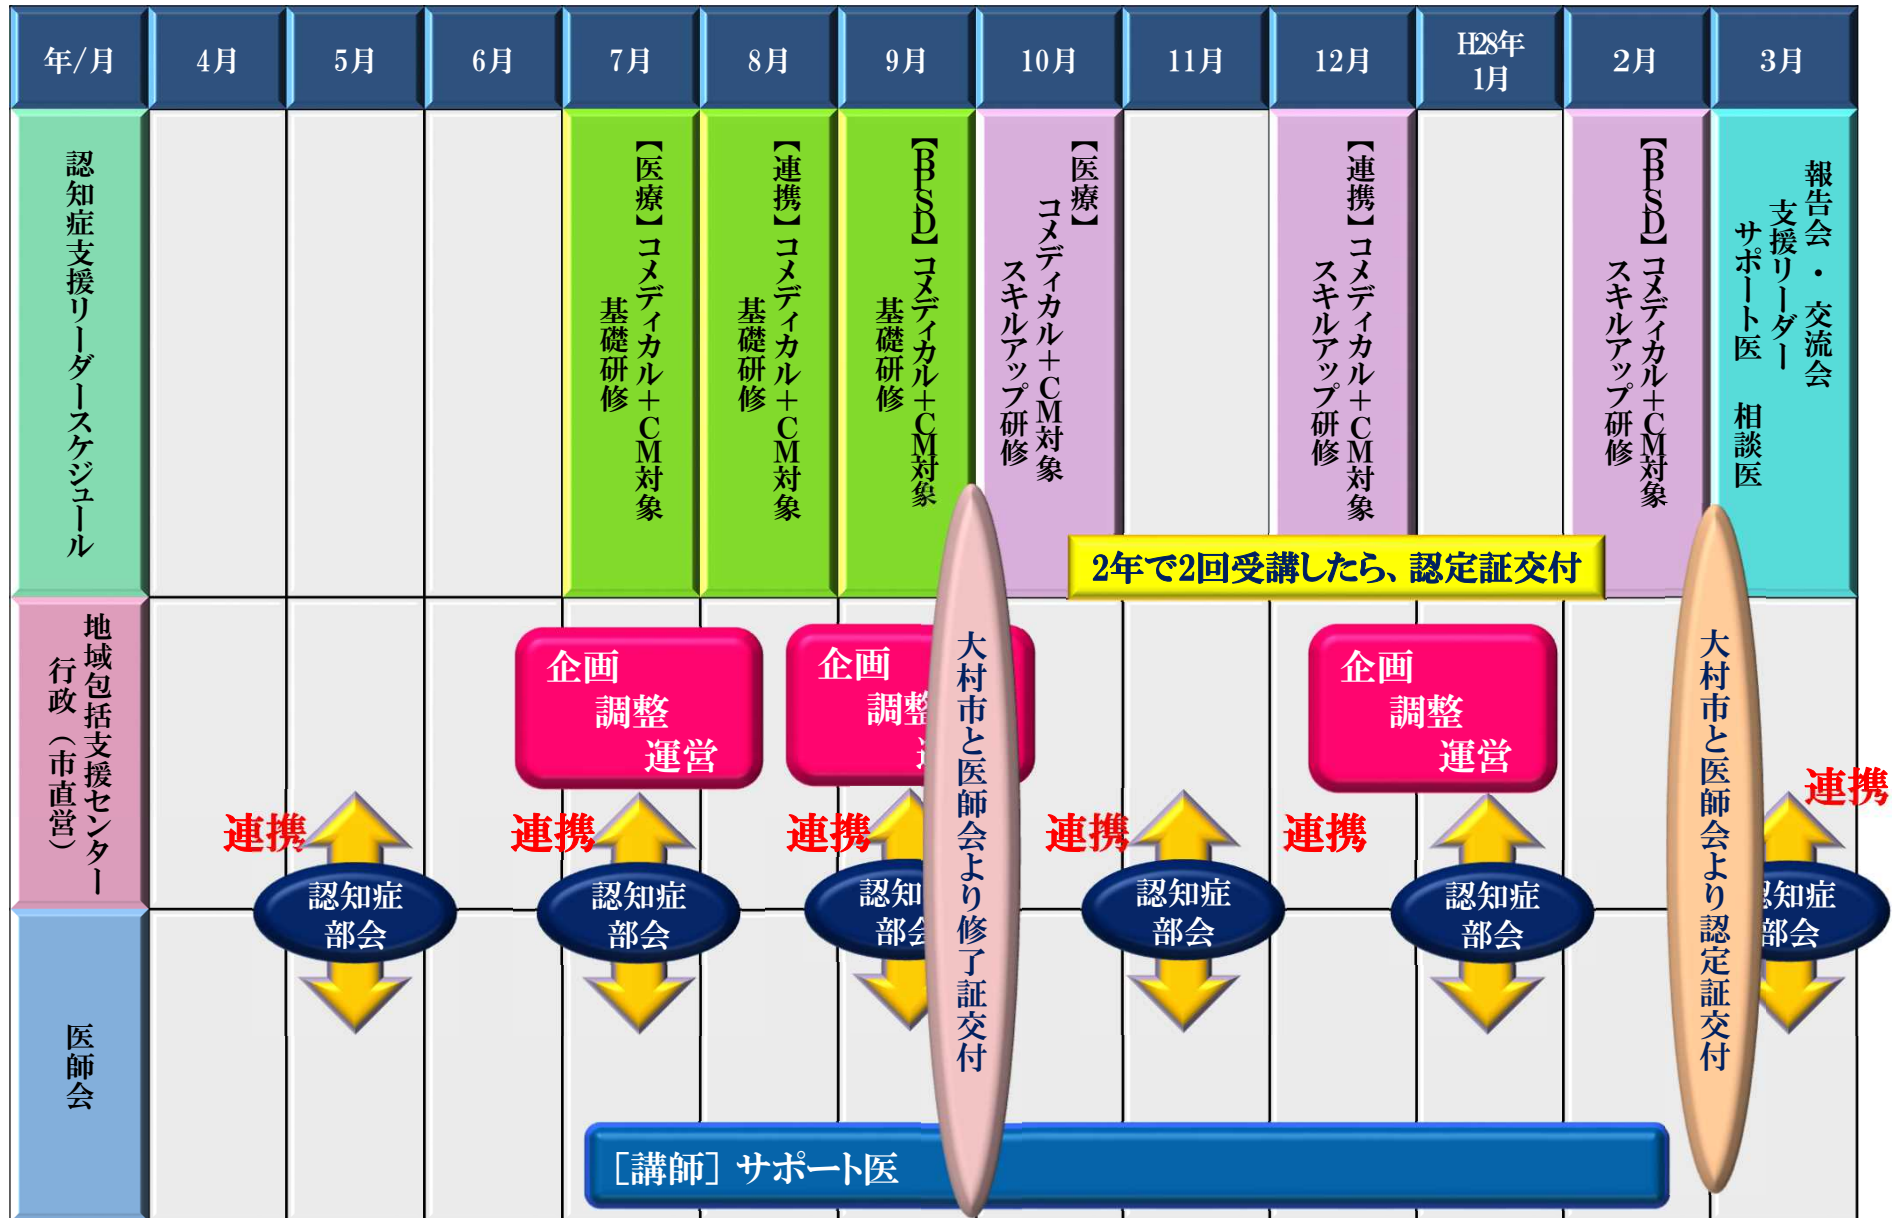 年/月
4月
5月
6月
7月
8月
9月
10月
11月
12月
H28年
1月
2月
3月
認知症支援リーダースケジュール
【医療】コメディカル＋CM対象
基礎研修
【連携】コメディカル＋CM対象
基礎研修
【BPSD】コメディカル＋CM対象
基礎研修
【医療】
コメディカル＋CM対象
スキルアップ研修
【連携】コメディカル＋CM対象
スキルアップ研修
【BPSD】コメディカル＋CM対象
スキルアップ研修
報告会・交流会
支援リーダー
サポート医　相談医
2年で2回受講したら、認定証交付
地域包括支援センター
行政（市直営）
企画
調整
運営
企画
調整
企画
調整
運営
大村市と医師会より修了証交付
大村市と医師会より認定証交付
連携
連携
連携
連携
連携
連携
認知症
部会
認知症
部会
認知
部会
認知症
部会
認知症
部会
認知症
部会
医師会
［講師］サポート医